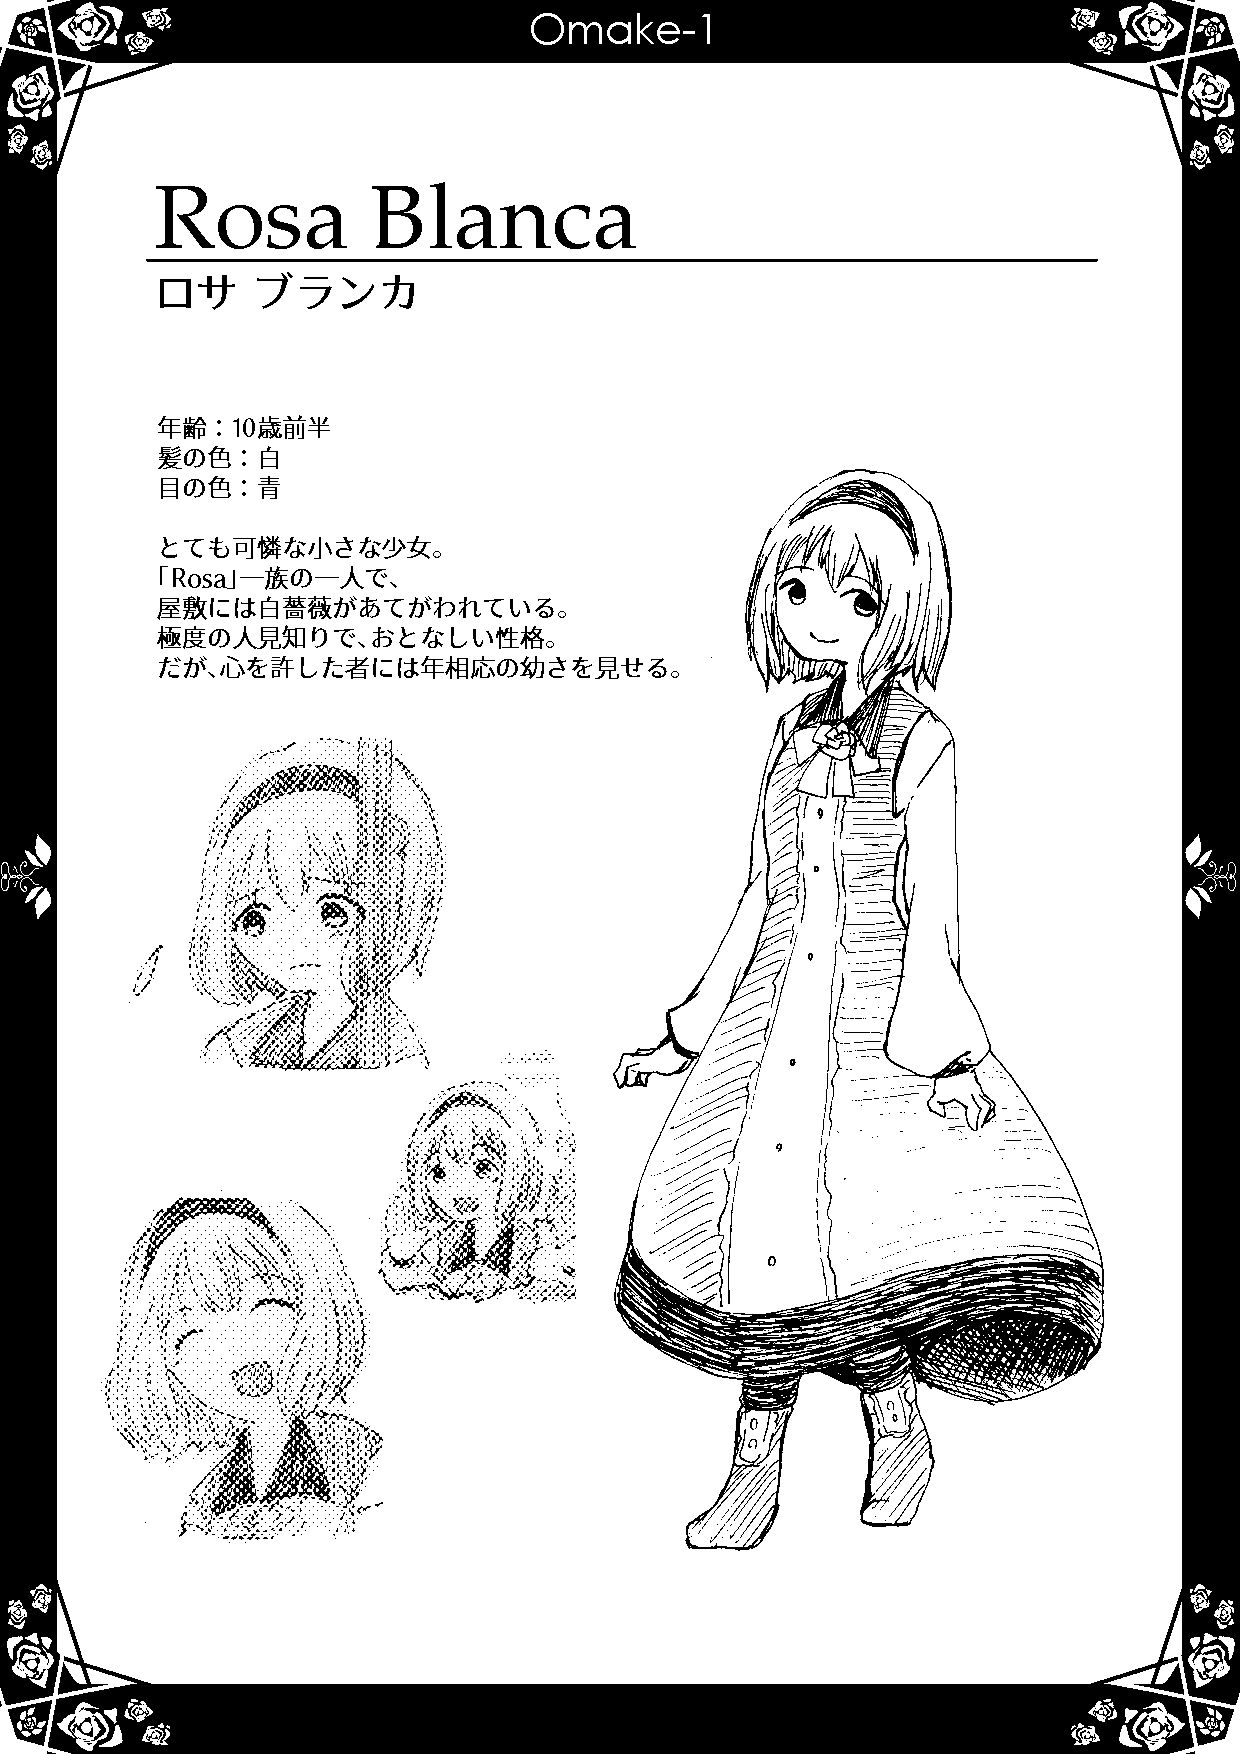 Omake-1
Rosa Blanca
ロサ ブランカ
年齢：10歳前半
髪の色：白
目の色：青
とても可憐な小さな少女。
「Rosa」一族の一人で、
屋敷には白薔薇があてがわれている。
極度の人見知りで、おとなしい性格。
だが、心を許した者には年相応の幼さを見せる。